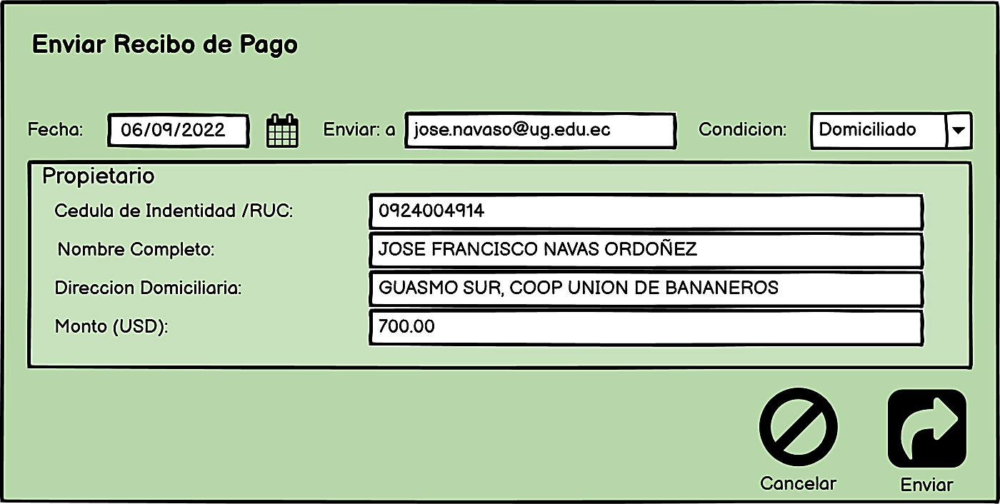 Enviar Recibo de Pago
Fecha: 06/09/2022 Enviar: a jose.navaso@ug.edu.ec Condicion: Domiciliado
Propietario
Cedula de Indentidad /RUC: 0924004914
Nombre Completo: JOSE FRANCISCO NAVAS ORDOÑEZ
Direccion Domiciliaria: GUASMO SUR, COOP UNION DE BANANEROS
Monto (USD): 700.00
Cancelar Enviar